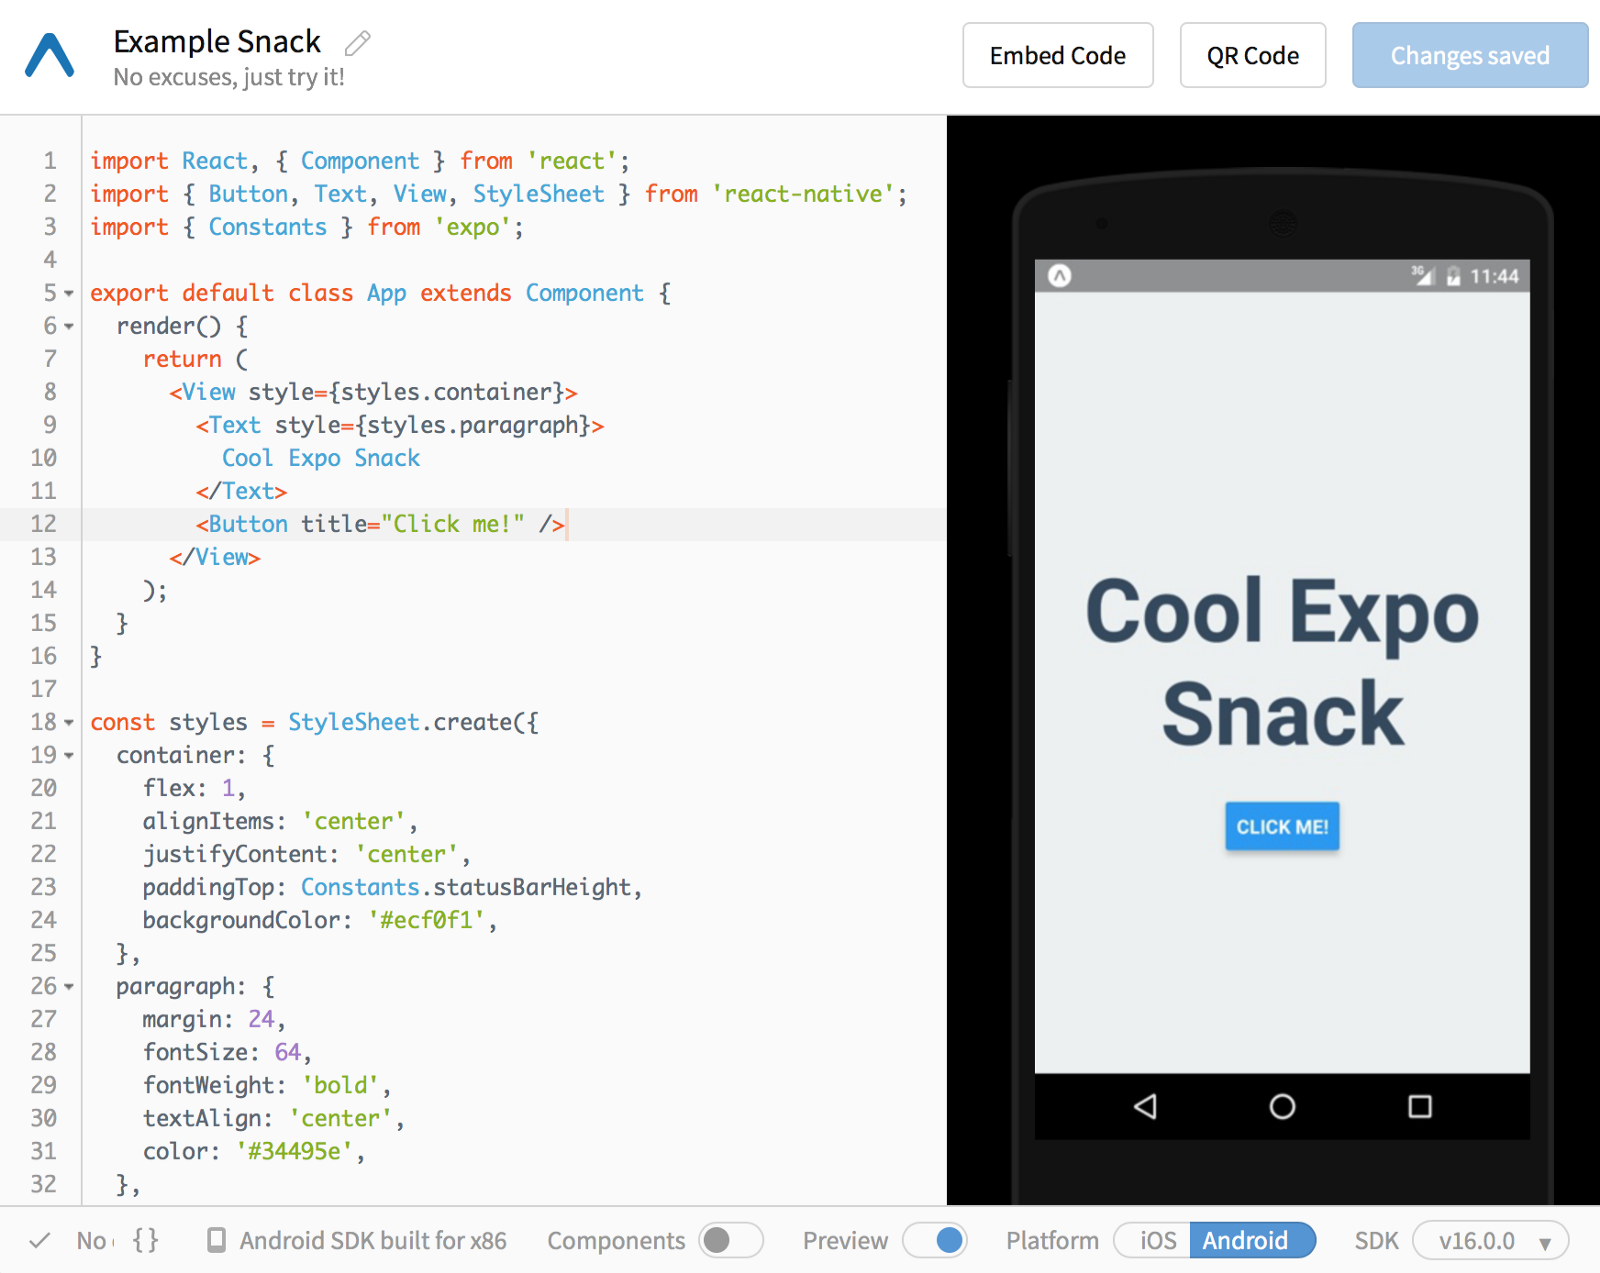 Example Snack
No excuses, just try it!
Embed Code
QR Code
Changes saved
1 import React, { Component } from 'react';
2 import { Button, Text, View, StyleSheet } from 'react-native';
3 import { Constants } from 'expo';
4
5 export default class App extends Component {
6 render() {
7 return (
8 <View style={styles.container}>
9 <Text style={styles.paragraph}>
10 Cool Expo Snack
11 </Text>
12 <Button title="Click me!" />
13 </View>
14 );
15 }
16 }
17
18 const styles = StyleSheet.create({
19 container: {
20 flex: 1,
21 alignItems: 'center',
22 justifyContent: 'center',
23 paddingTop: Constants.statusBarHeight,
24 backgroundColor: '#ecf0f1',
25 },
26 paragraph: {
27 margin: 24,
28 fontSize: 64,
29 fontWeight: 'bold',
30 textAlign: 'center',
31 color: '#34495e',
32 },
3G 11:44
Cool Expo
Snack
CLICK ME!
No {} Android SDK built for x86 Components Preview Platform iOS Android SDK v16.0.0